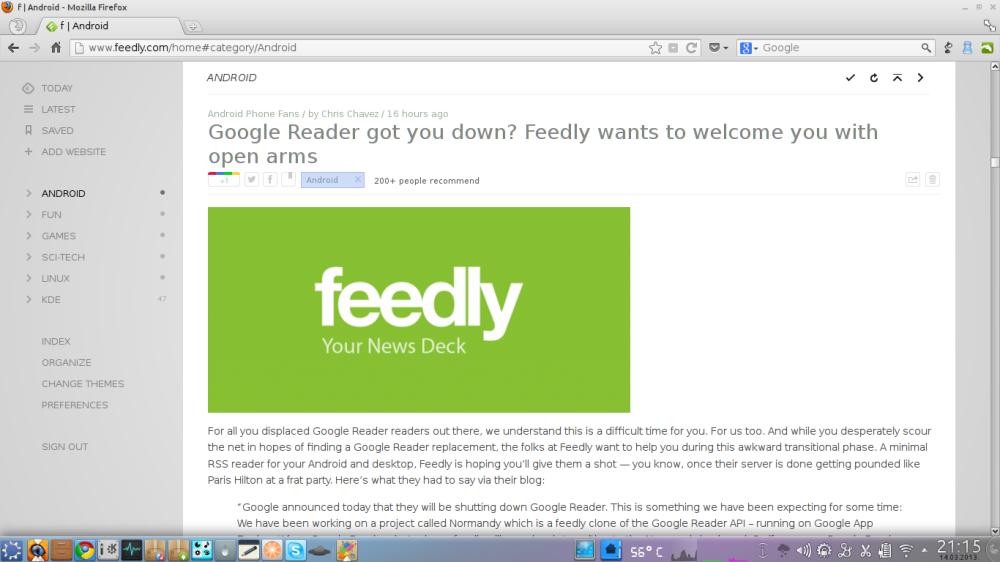 f | Android - Mozilla Firefox
f | Android
www.feedly.com/home#category/Android
Google
TODAY
LATEST
SAVED
ADD WEBSITE
ANDROID
FUN
GAMES
SCI-TECH
LINUX
KDE 47
INDEX
ORGANIZE
CHANGE THEMES
PREFERENCES
SIGN OUT
ANDROID
Android Phone Fans / by Chris Chavez / 16 hours ago
Google Reader got you down? Feedly wants to welcome you with
open arms
+1
Android
200+ people recommend
feedly
Your News Deck
For all you displaced Google Reader readers out there, we understand this is a difficult time for you. For us too. And while you desperately scour
the net in hopes of finding a Google Reader replacement, the folks at Feedly want to help you during this awkward transitional phase. A minimal
RSS reader for your Android and desktop, Feedly is hoping you'll give them a shot — you know, once their server is done getting pounded like
Paris Hilton at a frat party. Here's what they had to say via their blog:
“Google announced today that they will be shutting down Google Reader. This is something we have been expecting for some time:
We have been working on a project called Normandy which is a feedly clone of the Google Reader API – running on Google App
56° C
21:15
14.03.2013